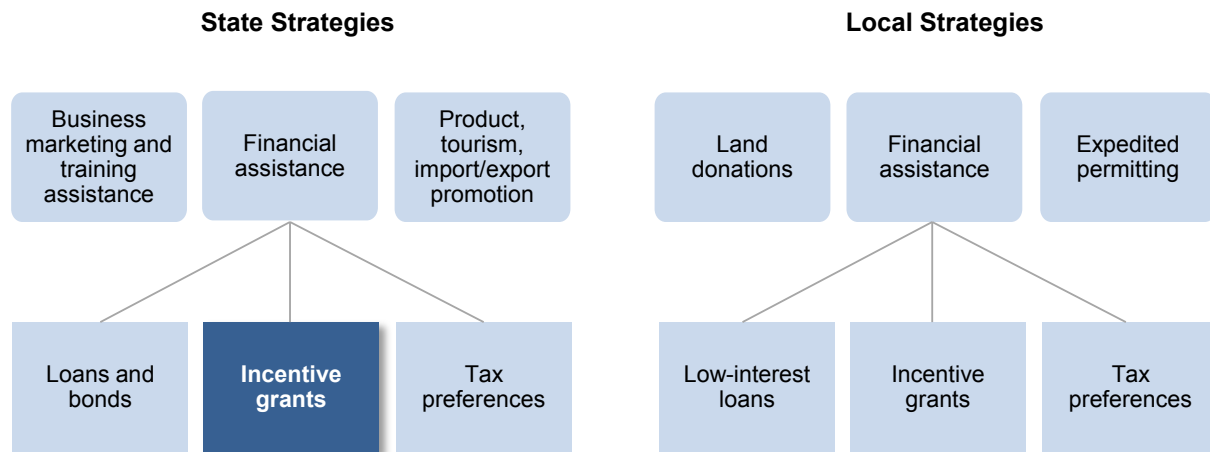 State Strategies
Business
marketing and
training
assistance
Financial
assistance
Product,
tourism,
import/export
promotion
Loans and
bonds
Incentive
grants
Tax
preferences
Local Strategies
Land
donations
Financial
assistance
Expedited
permitting
Low-interest
loans
Incentive
grants
Tax
preferences